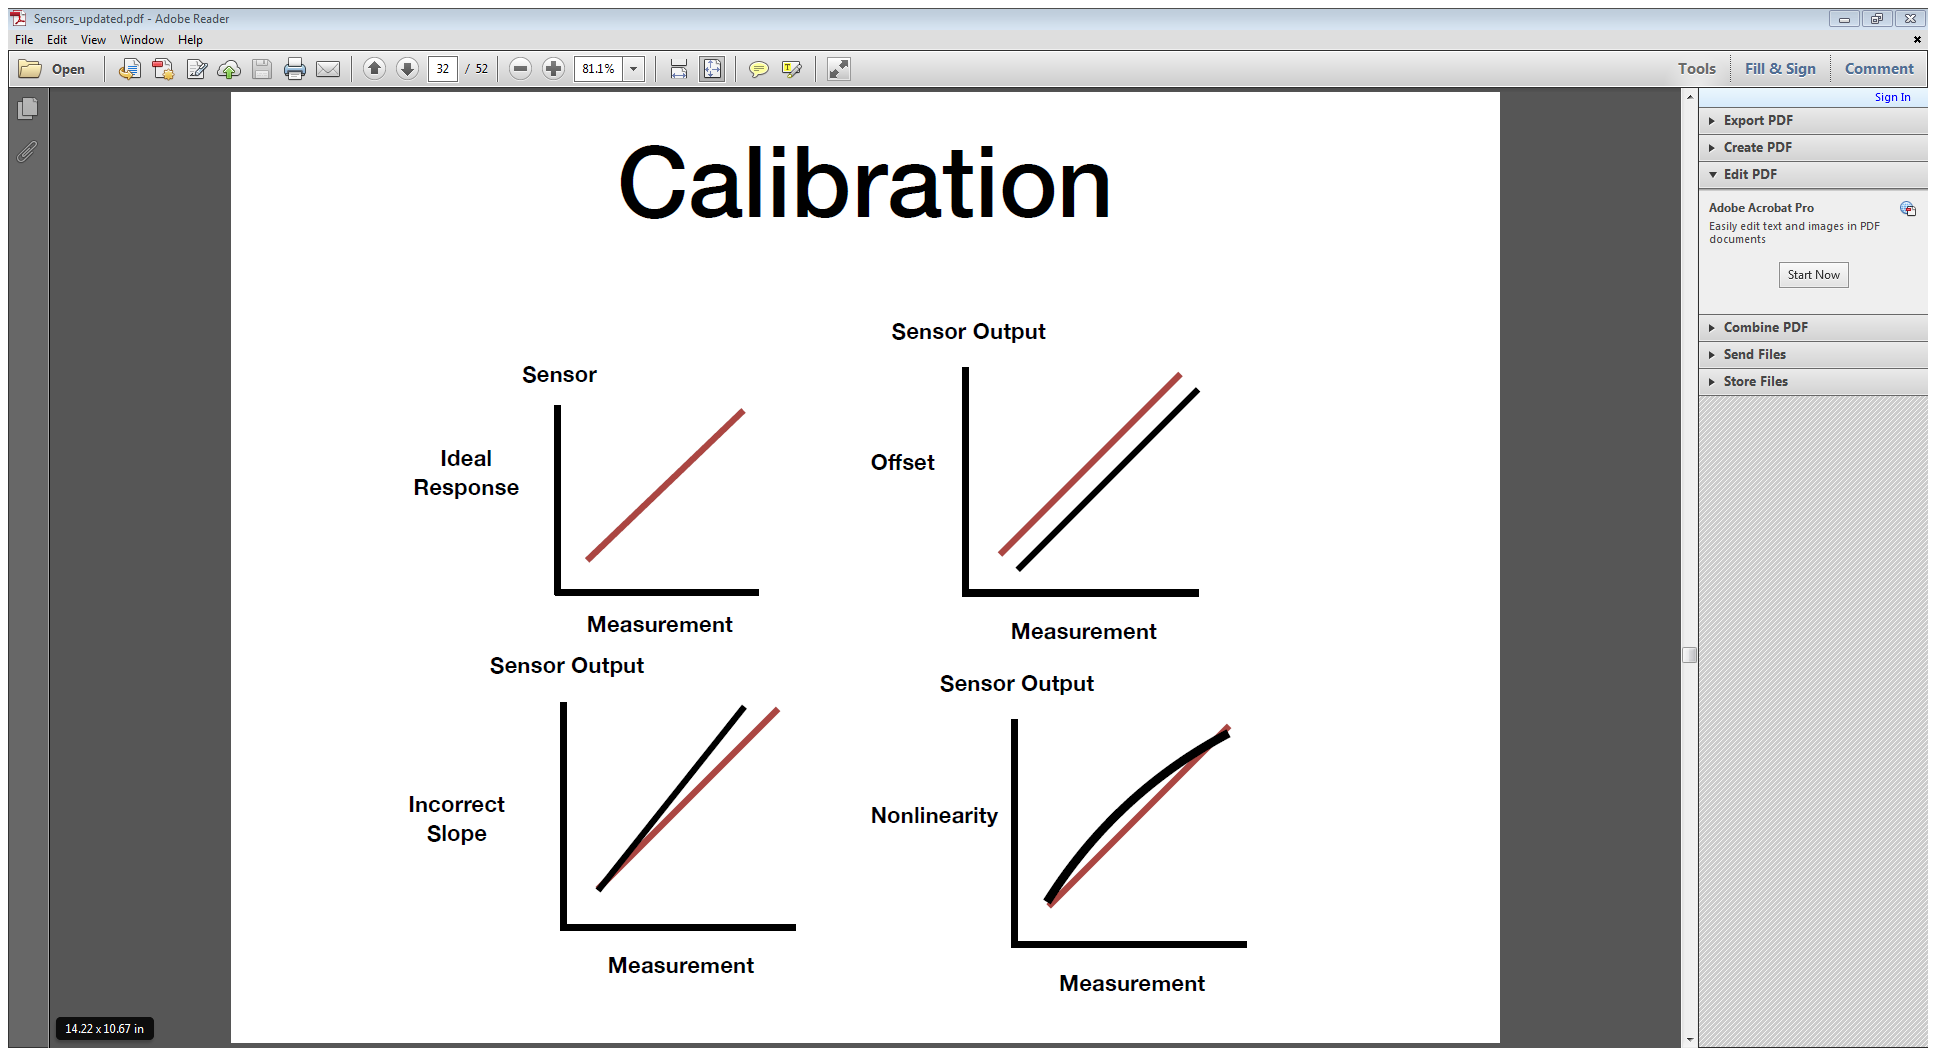 Sensors_updated.pdf - Adobe Reader
File Edit View Window Help
Open 32 / 52 81.1% Tools Fill & Sign Comment
Sign In
Export PDF
Create PDF
Edit PDF
Adobe Acrobat Pro
Easily edit text and images in PDF
documents
Start Now
Combine PDF
Send Files
Store Files
Calibration
Sensor
Ideal
Response
Measurement
Sensor Output
Offset
Measurement
Sensor Output
Incorrect
Slope
Measurement
Sensor Output
Nonlinearity
Measurement
14.22 x 10.67 in